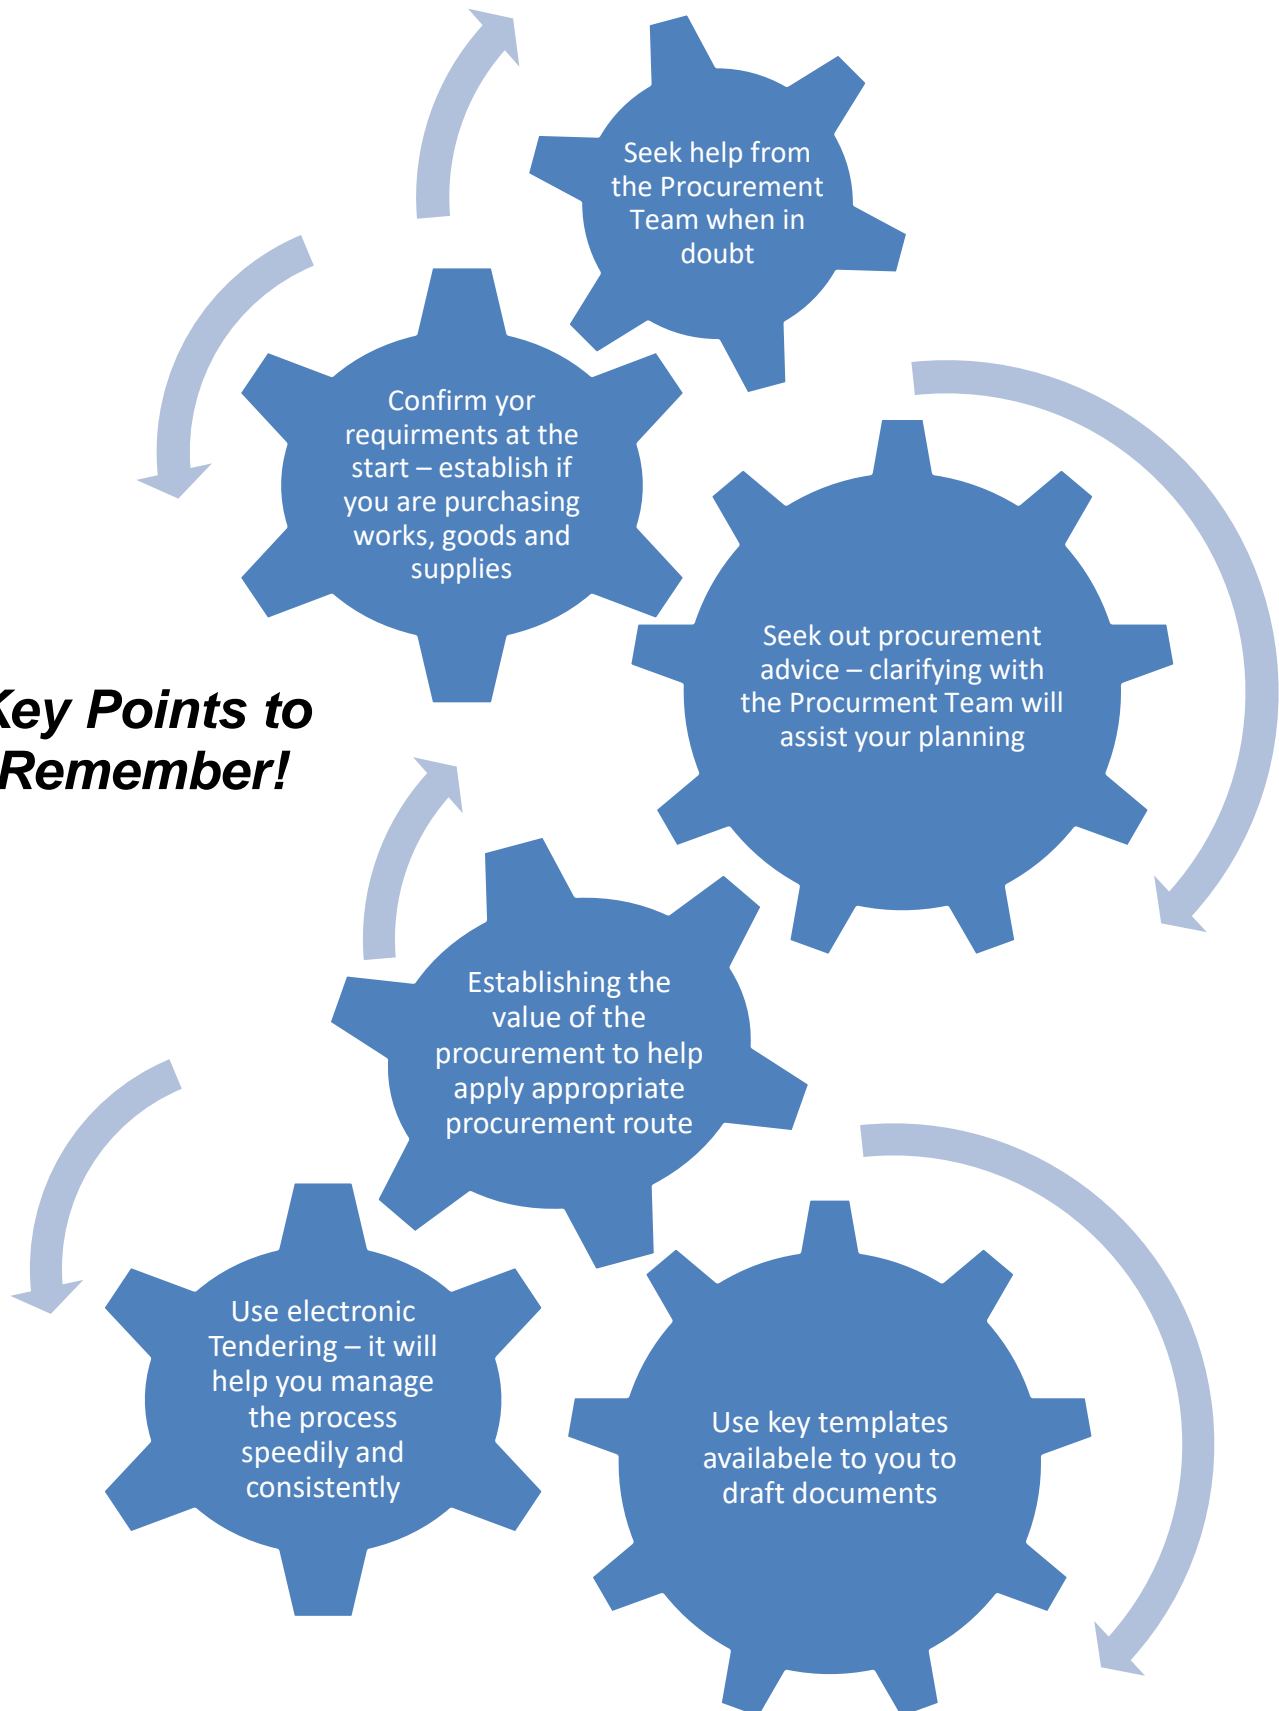 Seek help from
the Procurement
Team when in
doubt
Confirm yor
requirments at the
start – establish if
you are purchasing
works, goods and
supplies
Seek out procurement
advice – clarifying with
the Procurment Team will
assist your planning
Key Points to
Remember!
Establishing the
value of the
procurement to help
apply appropriate
procurement route
Use electronic
Tendering – it will
help you manage
the process
speedily and
consistently
Use key templates
availabele to you to
draft documents